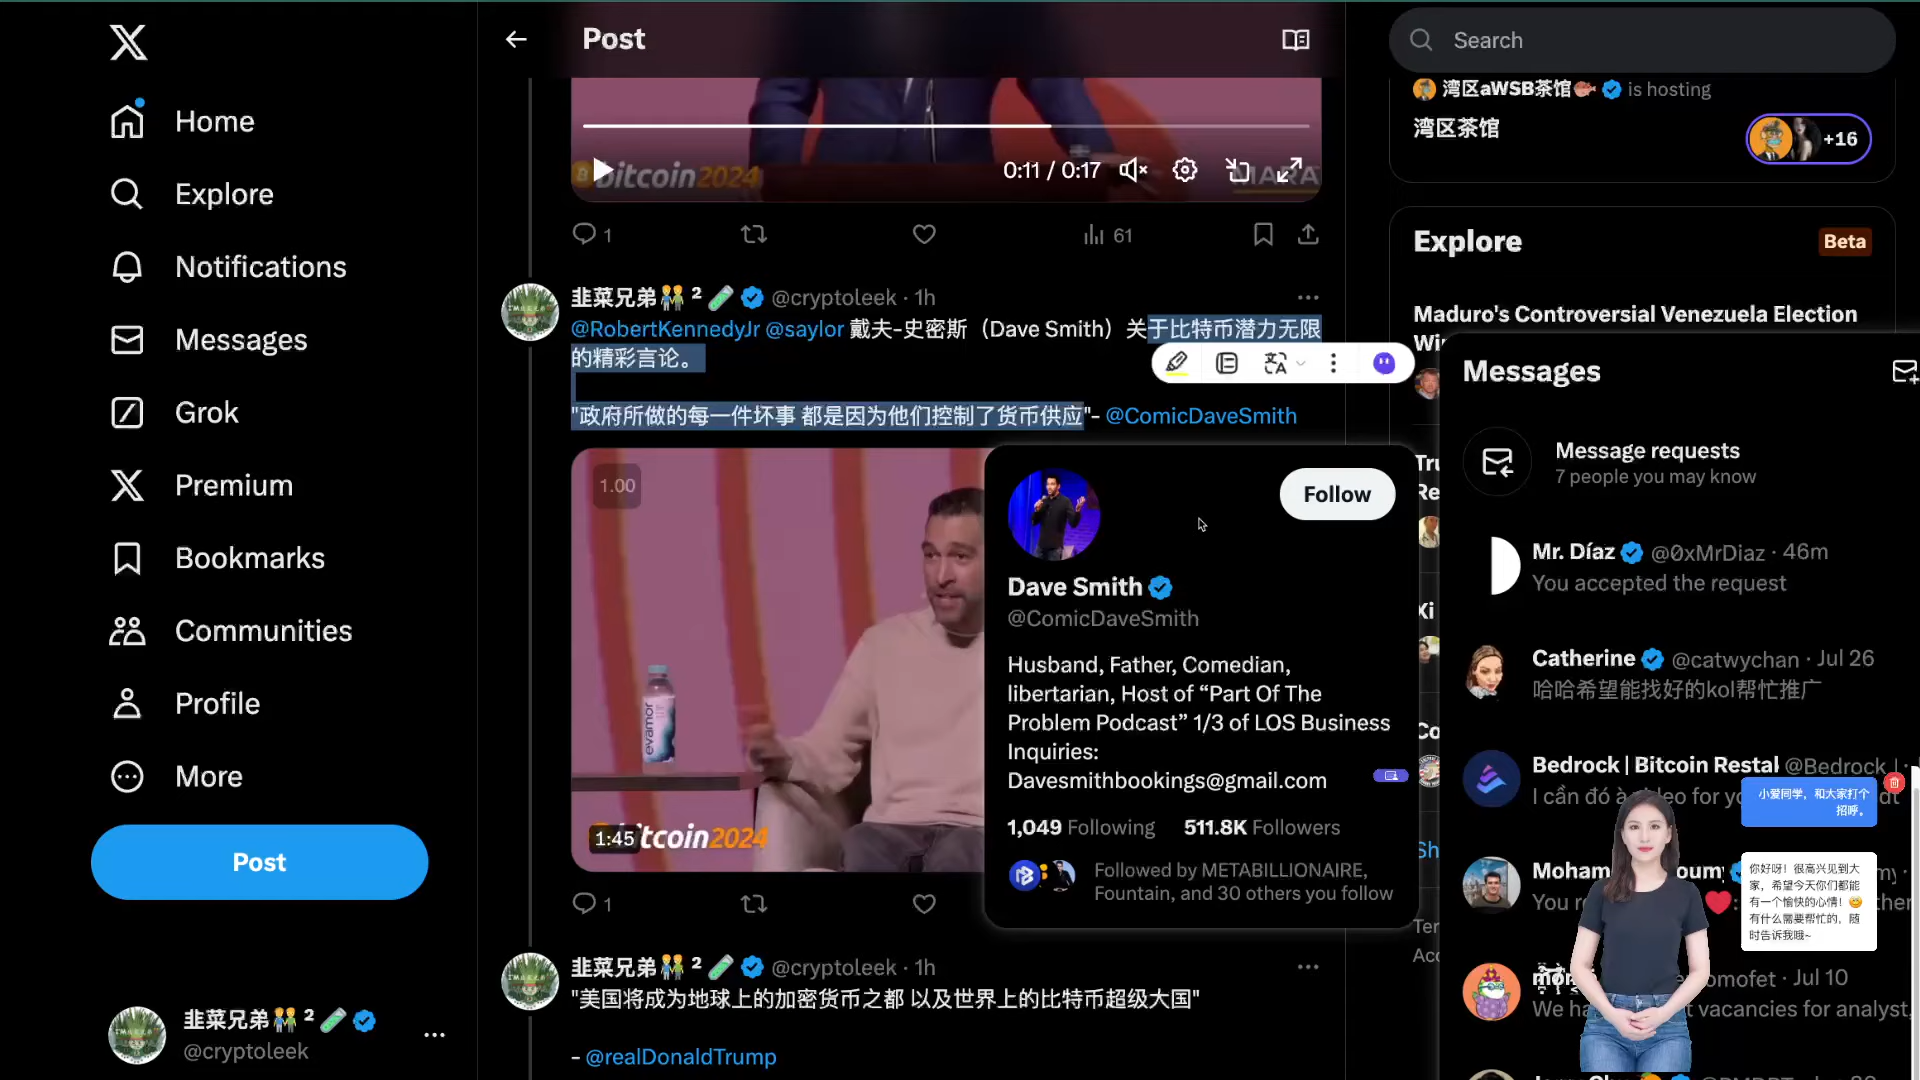 Home
Explore
Notifications
Messages
Grok
Premium
Bookmarks
Communities
Profile
More
Post
韭菜兄弟 ²
@cryptoleek
Post
bitcoin2024
0:11 / 0:17
MARA
1
61
韭菜兄弟 ² @cryptoleek · 1h
@RobertKennedyJr @saylor 戴夫-史密斯（Dave Smith）关于比特币潜力无限
的精彩言论。
"政府所做的每一件坏事 都是因为他们控制了货币供应"- @ComicDaveSmith
1.00
evamor
1:45
tcoin2024
1
Follow
Dave Smith
@ComicDaveSmith
Husband, Father, Comedian,
libertarian, Host of “Part Of The
Problem Podcast” 1/3 of LOS Business
Inquiries:
Davesmithbookings@gmail.com
1,049 Following 511.8K Followers
Followed by METABILLIONAIRE,
Fountain, and 30 others you follow
韭菜兄弟 ² @cryptoleek · 1h
"美国将成为地球上的加密货币之都 以及世界上的比特币超级大国"
- @realDonaldTrump
Search
湾区aWSB茶馆 is hosting
湾区茶馆
+16
Explore
Beta
Maduro's Controversial Venezuela Election
Wi
Tru
Re
Xi
Co
Sh
Ter
Acc
Messages
Message requests
7 people you may know
Mr. Díaz @0xMrDiaz · 46m
You accepted the request
Catherine @catwychan · Jul 26
哈哈希望能找好的kol帮忙推广
Bedrock | Bitcoin Restal @Bedrock_
I cần đó à video for yo
Moham
You r
omofet · Jul 10
We ha t vacancies for analyst,
小爱同学，和大家打个
招呼。
你好呀！很高兴见到大
家，希望今天你们都能
有一个愉快的心情！
有什么需要帮忙的，随
时告诉我哦~